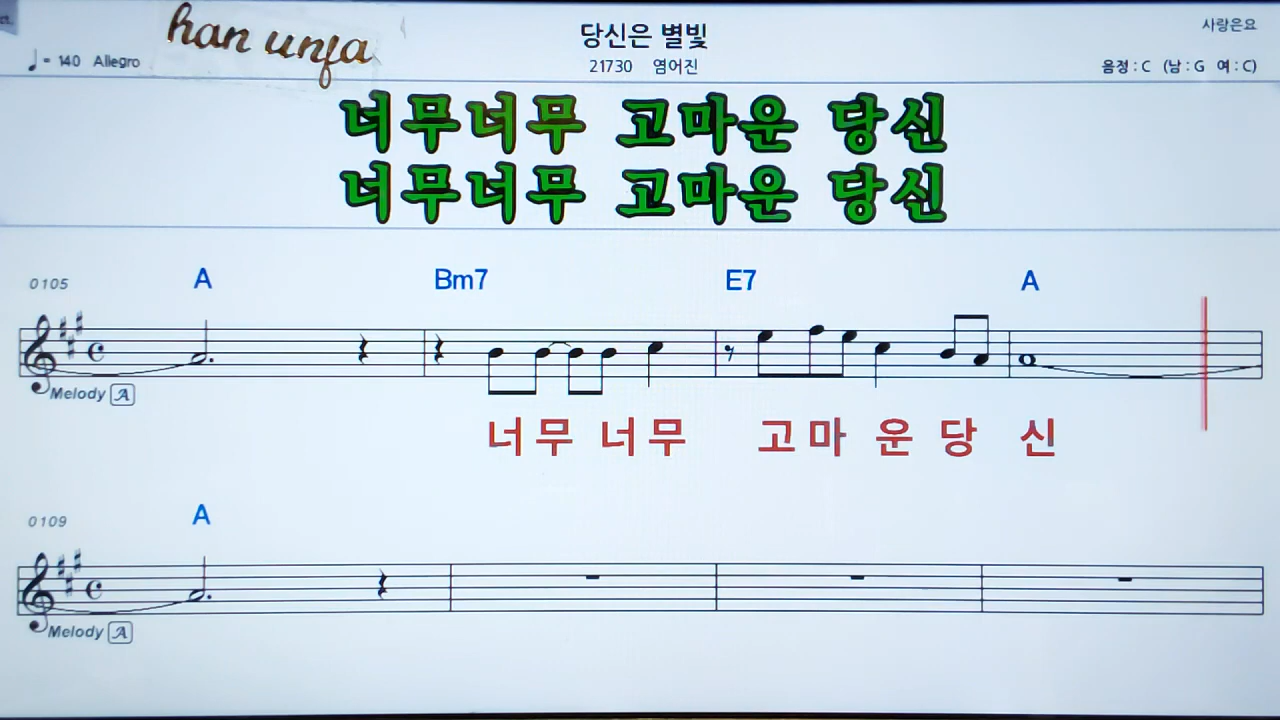 ct.
han unfa
당신은 별빛
사랑은요
♩= 140 Allegro
21730 염어진
음정 : C (남 : G 여 : C)
너무너무 고마운 당신
너무너무 고마운 당신
0105 A Bm7 E7 A
Melody A
너무 너무 고마 운 당 신
0109 A
Melody A